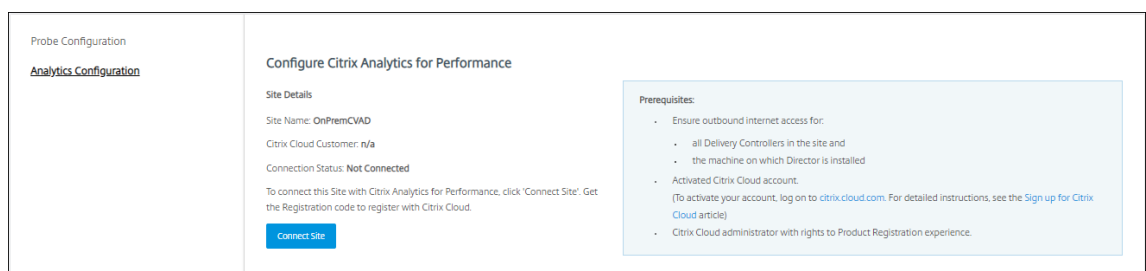 Probe Configuration
Analytics Configuration
Configure Citrix Analytics for Performance
Site Details
Site Name: OnPremCVAD
Citrix Cloud Customer: n/a
Connection Status: Not Connected
To connect this Site with Citrix Analytics for Performance, click 'Connect Site'. Get
the Registration code to register with Citrix Cloud.
Connect Site
Prerequisites:
• Ensure outbound internet access for:
• all Delivery Controllers in the site and
• the machine on which Director is installed
• Activated Citrix Cloud account.
(To activate your account, log on to citrix.cloud.com. For detailed instructions, see the Sign up for Citrix
Cloud article)
• Citrix Cloud administrator with rights to Product Registration experience.